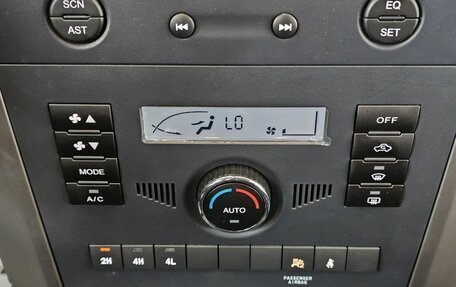 SCN
AST
EQ
SET
LO
OFF
MODE
A/C
AUTO
2H
4H
4L
PASSENGER
AIRBAG